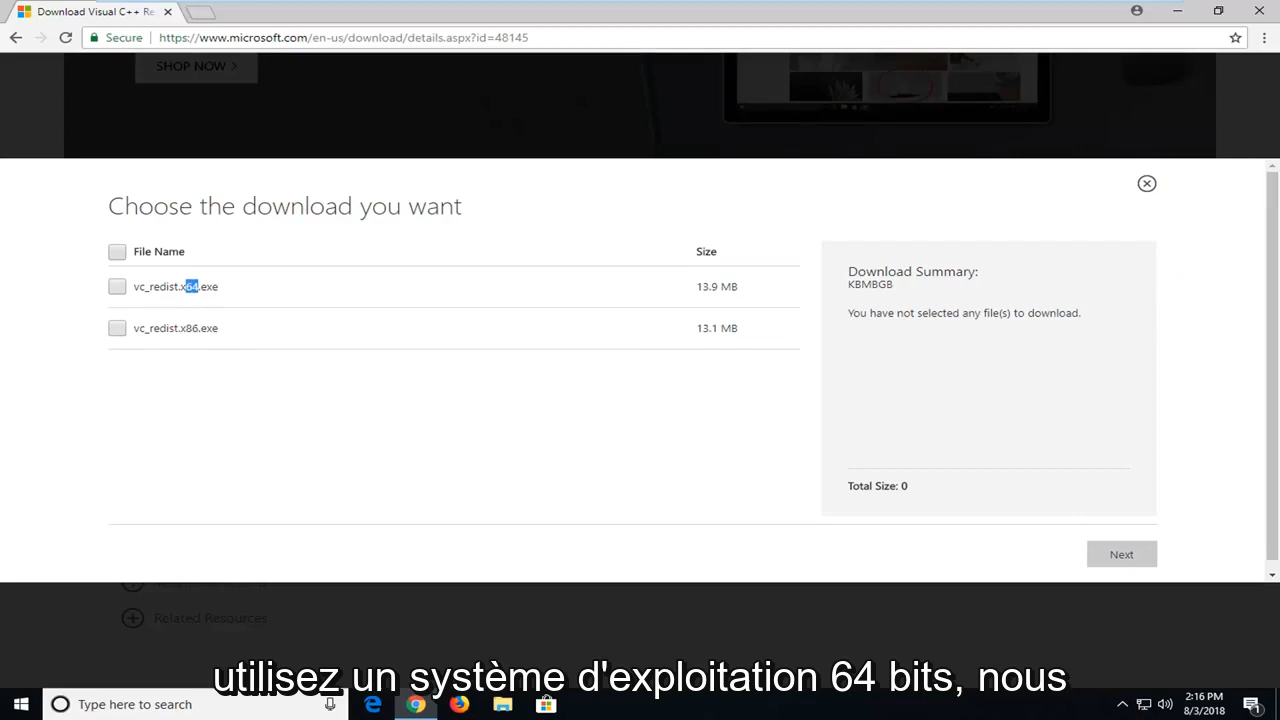 Download Visual C++ Re
Secure https://www.microsoft.com/en-us/download/details.aspx?id=48145
SHOP NOW >
Choose the download you want
File Name Size
vc_redist.x64.exe 13.9 MB
vc_redist.x86.exe 13.1 MB
Download Summary:
KBMBGB
You have not selected any file(s) to download.
Total Size: 0
Next
Related Resources
utilisez un système d'exploitation 64 bits, nous
Type here to search
2:16 PM
8/3/2018
1